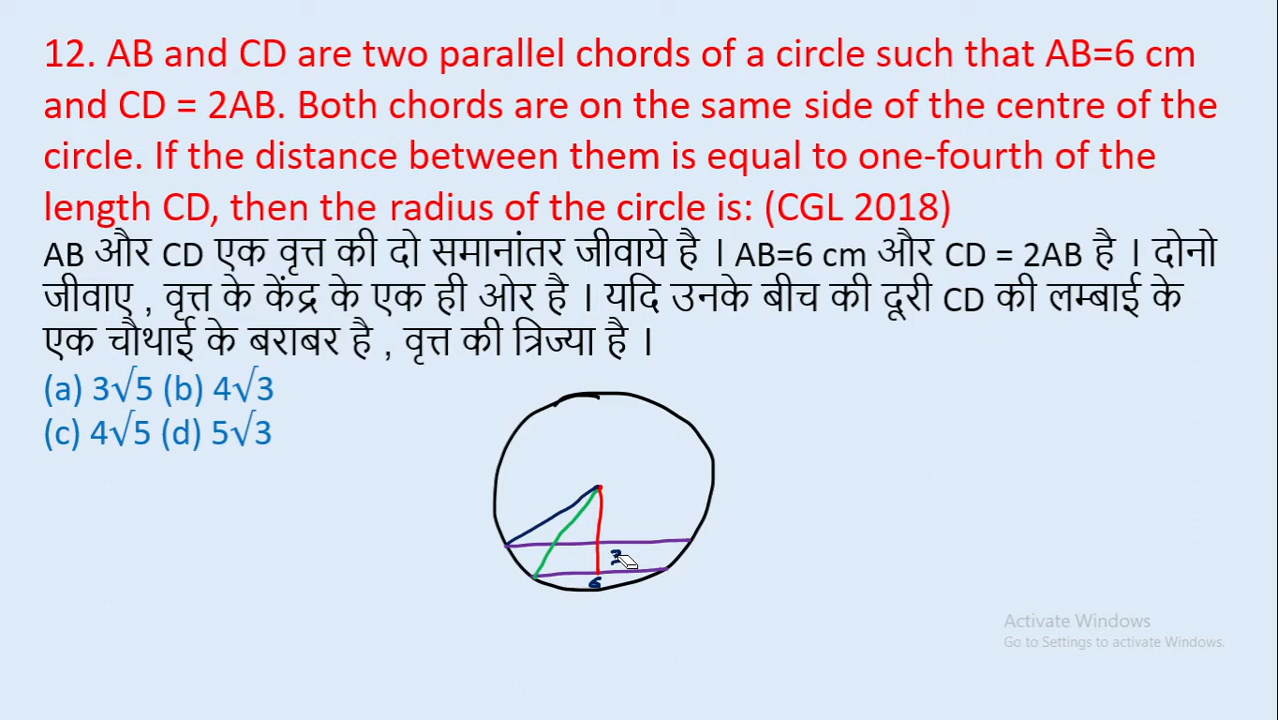 12. AB and CD are two parallel chords of a circle such that AB=6 cm
and CD = 2AB. Both chords are on the same side of the centre of the
circle. If the distance between them is equal to one-fourth of the
length CD, then the radius of the circle is: (CGL 2018)
AB और CD एक वृत्त की दो समानांतर जीवाये है । AB=6 cm और CD = 2AB है । दोनो
जीवाए , वृत्त के केंद्र के एक ही ओर है । यदि उनके बीच की दूरी CD की लम्बाई के
एक चौथाई के बराबर है , वृत्त की त्रिज्या है ।
(a) 3√5 (b) 4√3
(c) 4√5 (d) 5√3
3
6
Activate Windows
Go to Settings to activate Windows.